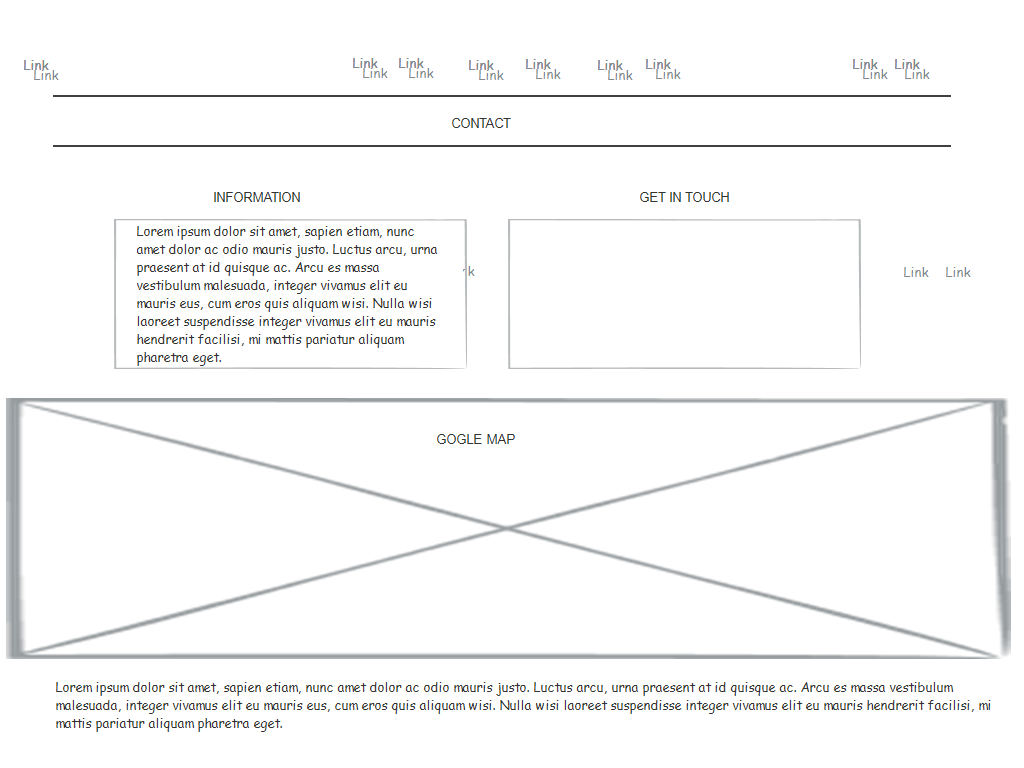 Link Link Link Link Link Link Link Link Link
Link Link Link Link Link Link Link Link Link
CONTACT
INFORMATION
GET IN TOUCH
Lorem ipsum dolor sit amet, sapien etiam, nunc
amet dolor ac odio mauris justo. Luctus arcu, urna
praesent at id quisque ac. Arcu es massa
vestibulum malesuada, integer vivamus elit eu
mauris eus, cum eros quis aliquam wisi. Nulla wisi
laoreet suspendisse integer vivamus elit eu mauris
hendrerit facilisi, mi mattis pariatur aliquam
pharetra eget.
k
Link Link
GOGLE MAP
Lorem ipsum dolor sit amet, sapien etiam, nunc amet dolor ac odio mauris justo. Luctus arcu, urna praesent at id quisque ac. Arcu es massa vestibulum
malesuada, integer vivamus elit eu mauris eus, cum eros quis aliquam wisi. Nulla wisi laoreet suspendisse integer vivamus elit eu mauris hendrerit facilisi, mi
mattis pariatur aliquam pharetra eget.